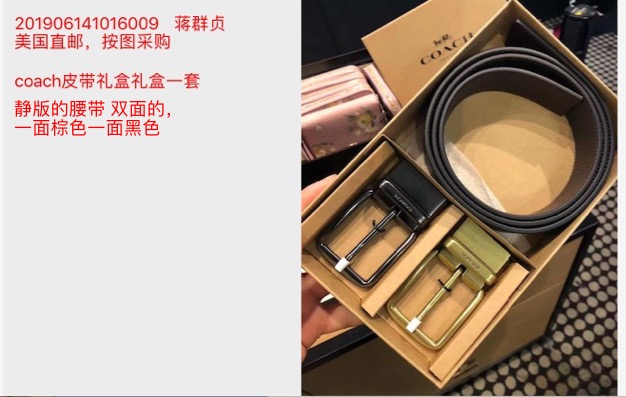 201906141016009 蒋群贞
美国直邮，按图采购
coach皮带礼盒礼盒一套
静版的腰带 双面的，
一面棕色一面黑色
COACH
COACH
COACH